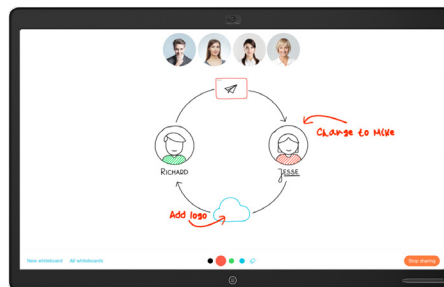 Change to Mike
RICHARD
JESSE
Add logo
New whiteboard
All whiteboards
Stop sharing